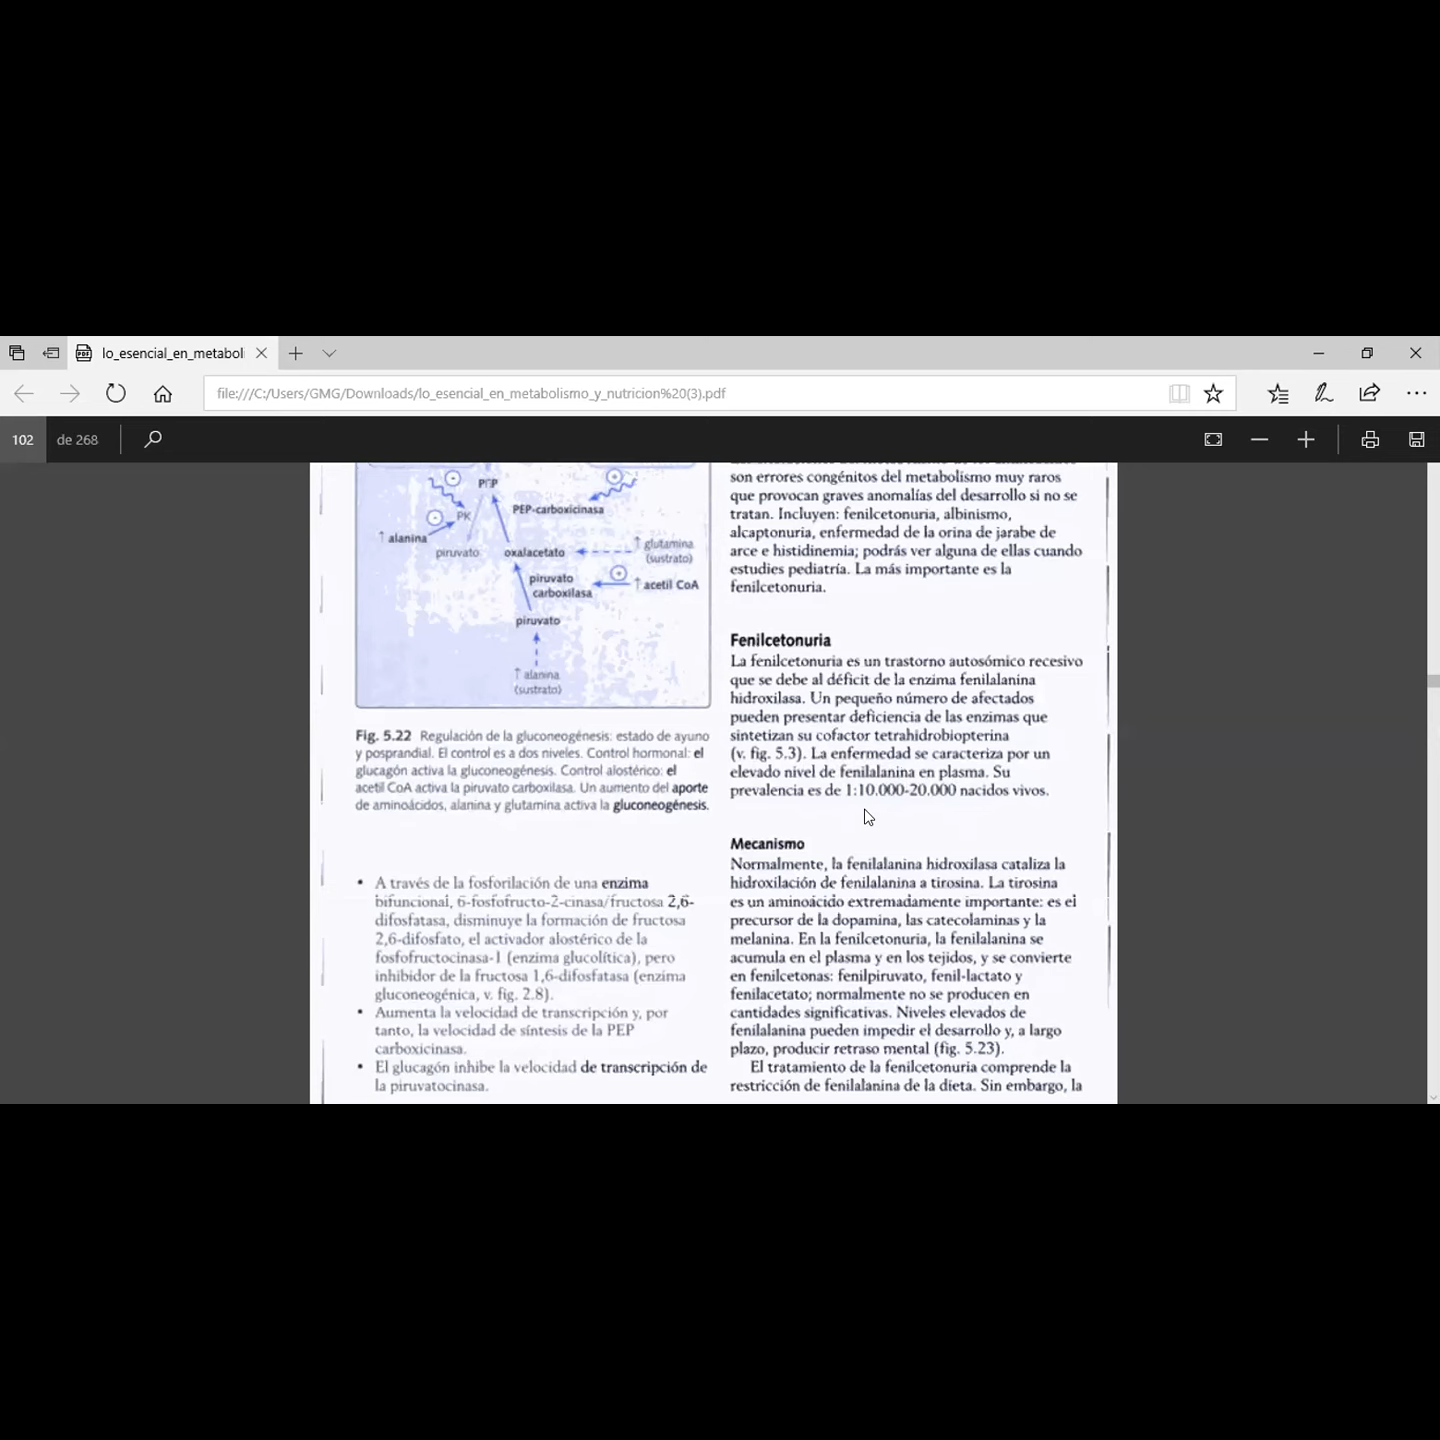 lo_esencial_en_metabol
file:///C:/Users/GMG/Downloads/lo_esencial_en_metabolismo_y_nutricion%20(3).pdf
102 de 268
PEP
PEP-carboxicinasa
PK
↑ alanina
piruvato
oxalacetato
↑ glutamina
(sustrato)
piruvato
carboxilasa
↑ acetil CoA
piruvato
↑ alanina
(sustrato)
Fig. 5.22 Regulación de la gluconeogénesis: estado de ayuno
y posprandial. El control es a dos niveles. Control hormonal: el
glucagón activa la gluconeogénesis. Control alostérico: el
acetil CoA activa la piruvato carboxilasa. Un aumento del aporte
de aminoácidos, alanina y glutamina activa la gluconeogénesis.
• A través de la fosforilación de una enzima
bifuncional, 6-fosfofructo-2-cinasa/fructosa 2,6-
difosfatasa, disminuye la formación de fructosa
2,6-difosfato, el activador alostérico de la
fosfofructocinasa-1 (enzima glucolítica), pero
inhibidor de la fructosa 1,6-difosfatasa (enzima
gluconeogénica, v. fig. 2.8).
• Aumenta la velocidad de transcripción y, por
tanto, la velocidad de síntesis de la PEP
carboxicinasa.
• El glucagón inhibe la velocidad de transcripción de
la piruvatocinasa.
son errores congénitos del metabolismo muy raros
que provocan graves anomalías del desarrollo si no se
tratan. Incluyen: fenilcetonuria, albinismo,
alcaptonuria, enfermedad de la orina de jarabe de
arce e histidinemia; podrás ver alguna de ellas cuando
estudies pediatría. La más importante es la
fenilcetonuria.
Fenilcetonuria
La fenilcetonuria es un trastorno autosómico recesivo
que se debe al déficit de la enzima fenilalanina
hidroxilasa. Un pequeño número de afectados
pueden presentar deficiencia de las enzimas que
sintetizan su cofactor tetrahidrobiopterina
(v. fig. 5.3). La enfermedad se caracteriza por un
elevado nivel de fenilalanina en plasma. Su
prevalencia es de 1:10.000-20.000 nacidos vivos.
Mecanismo
Normalmente, la fenilalanina hidroxilasa cataliza la
hidroxilación de fenilalanina a tirosina. La tirosina
es un aminoácido extremadamente importante: es el
precursor de la dopamina, las catecolaminas y la
melanina. En la fenilcetonuria, la fenilalanina se
acumula en el plasma y en los tejidos, y se convierte
en fenilcetonas: fenilpiruvato, fenil-lactato y
fenilacetato; normalmente no se producen en
cantidades significativas. Niveles elevados de
fenilalanina pueden impedir el desarrollo y, a largo
plazo, producir retraso mental (fig. 5.23).
El tratamiento de la fenilcetonuria comprende la
restricción de fenilalanina de la dieta. Sin embargo, la